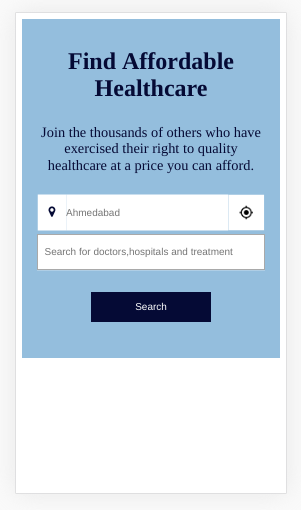 Find Affordable
Healthcare
Join the thousands of others who have
exercised their right to quality
healthcare at a price you can afford.
Ahmedabad
Search for doctors,hospitals and treatment
Search